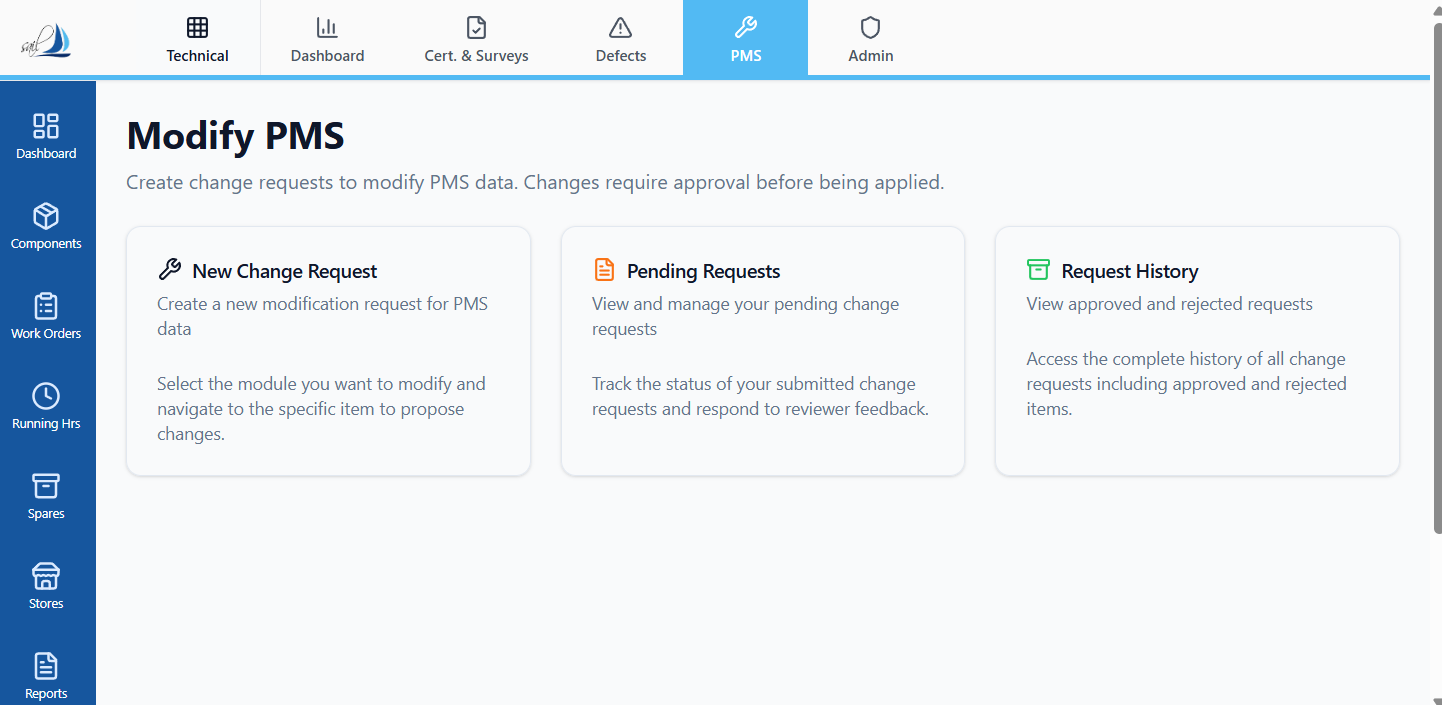 sail
Technical
Dashboard
Cert. & Surveys
Defects
PMS
Admin
Dashboard
Components
Work Orders
Running Hrs
Spares
Stores
Reports
Modify PMS
Create change requests to modify PMS data. Changes require approval before being applied.
New Change Request
Create a new modification request for PMS
data
Select the module you want to modify and
navigate to the specific item to propose
changes.
Pending Requests
View and manage your pending change
requests
Track the status of your submitted change
requests and respond to reviewer feedback.
Request History
View approved and rejected requests
Access the complete history of all change
requests including approved and rejected
items.